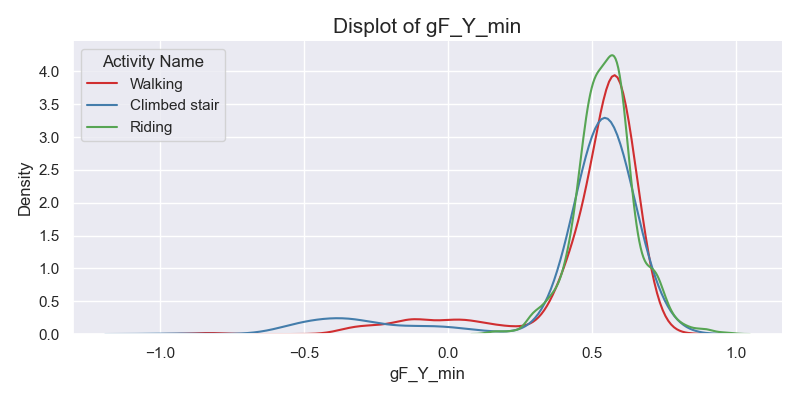 Displot of gF_Y_min
Activity Name
Walking
Climbed stair
Riding
4.0
3.5
3.0
2.5
2.0
1.5
1.0
0.5
0.0
Density
−1.0 −0.5 0.0 0.5 1.0
gF_Y_min